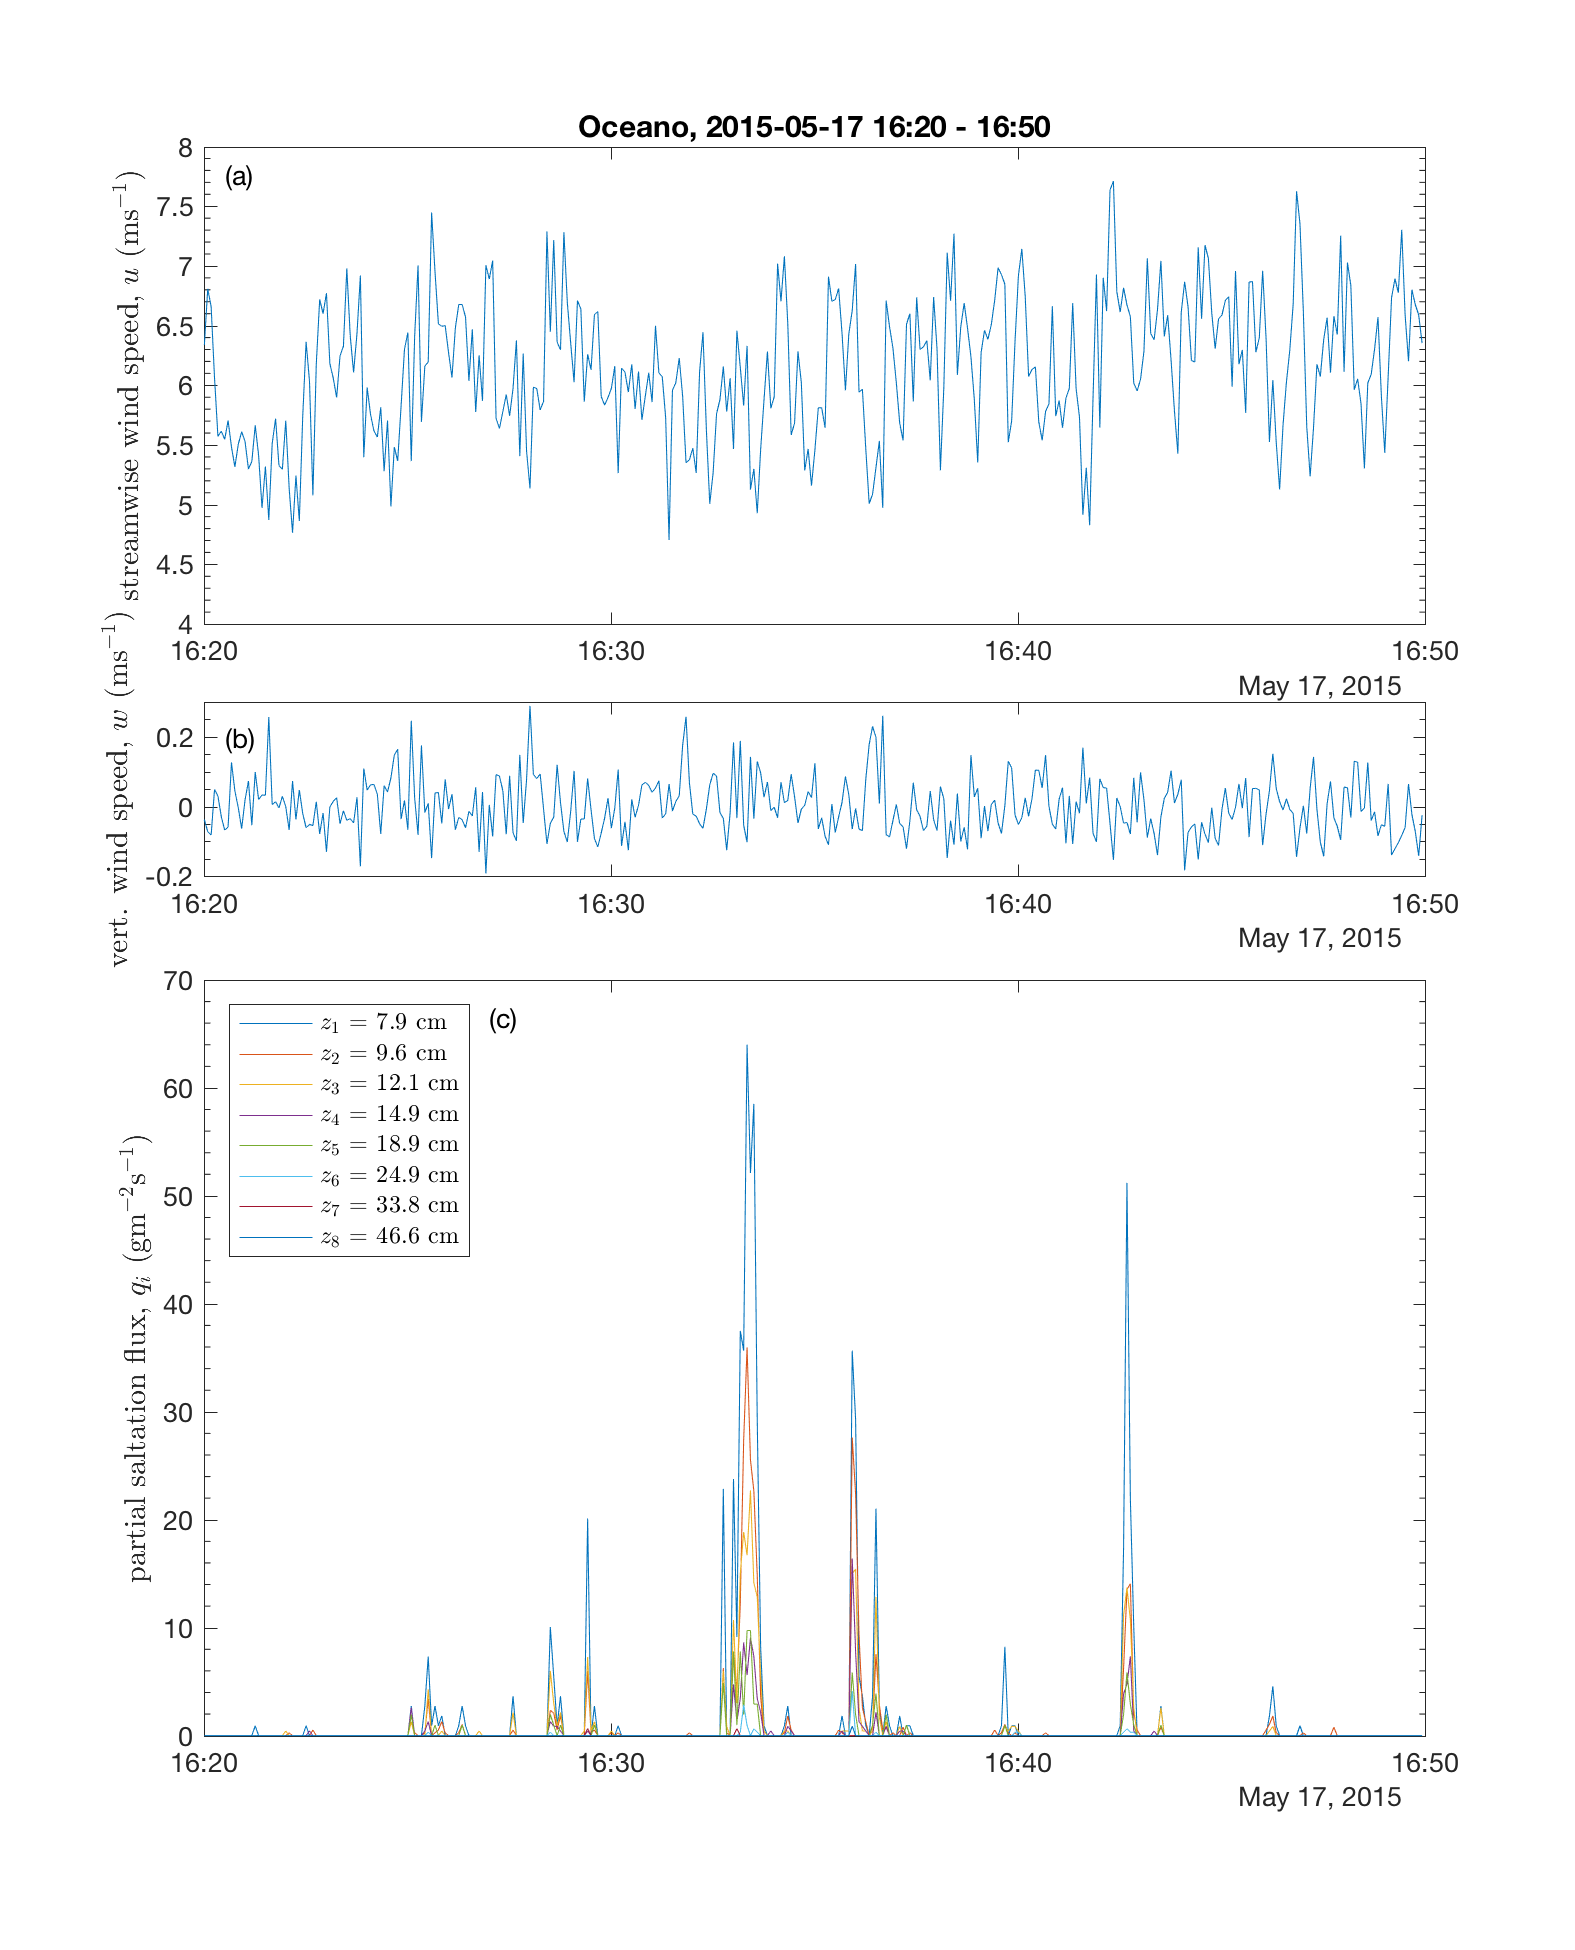 Oceano, 2015-05-17 16:20 - 16:50
(a)
streamwise wind speed, u (ms⁻¹)
8
7.5
7
6.5
6
5.5
5
4.5
4
16:20 16:30 16:40 16:50
May 17, 2015
(b)
vert. wind speed, w (ms⁻¹)
0.2
0
-0.2
16:20 16:30 16:40 16:50
May 17, 2015
(c)
partial saltation flux, qᵢ (gm⁻²s⁻¹)
70
60
50
40
30
20
10
0
z₁ = 7.9 cm
z₂ = 9.6 cm
z₃ = 12.1 cm
z₄ = 14.9 cm
z₅ = 18.9 cm
z₆ = 24.9 cm
z₇ = 33.8 cm
z₈ = 46.6 cm
16:20 16:30 16:40 16:50
May 17, 2015